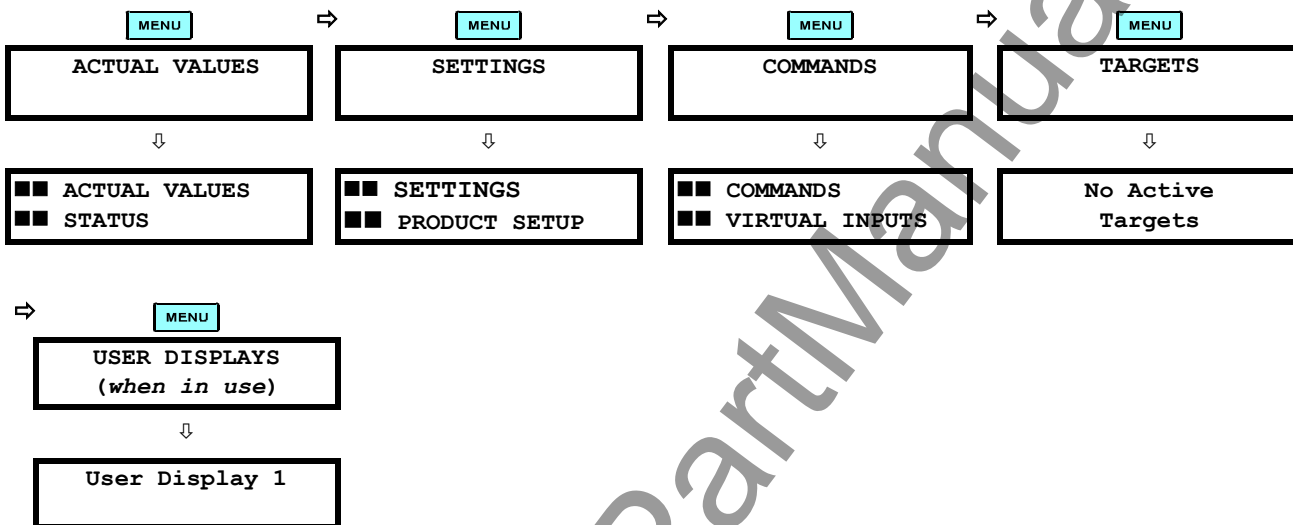 MENU ⇨ MENU ⇨ MENU ⇨ MENU
ACTUAL VALUES
SETTINGS
COMMANDS
TARGETS
⇩ ⇩ ⇩ ⇩
■■ ACTUAL VALUES
■■ STATUS
■■ SETTINGS
■■ PRODUCT SETUP
■■ COMMANDS
■■ VIRTUAL INPUTS
No Active
Targets
⇨ MENU
USER DISPLAYS
(when in use)
⇩
User Display 1
PartManua